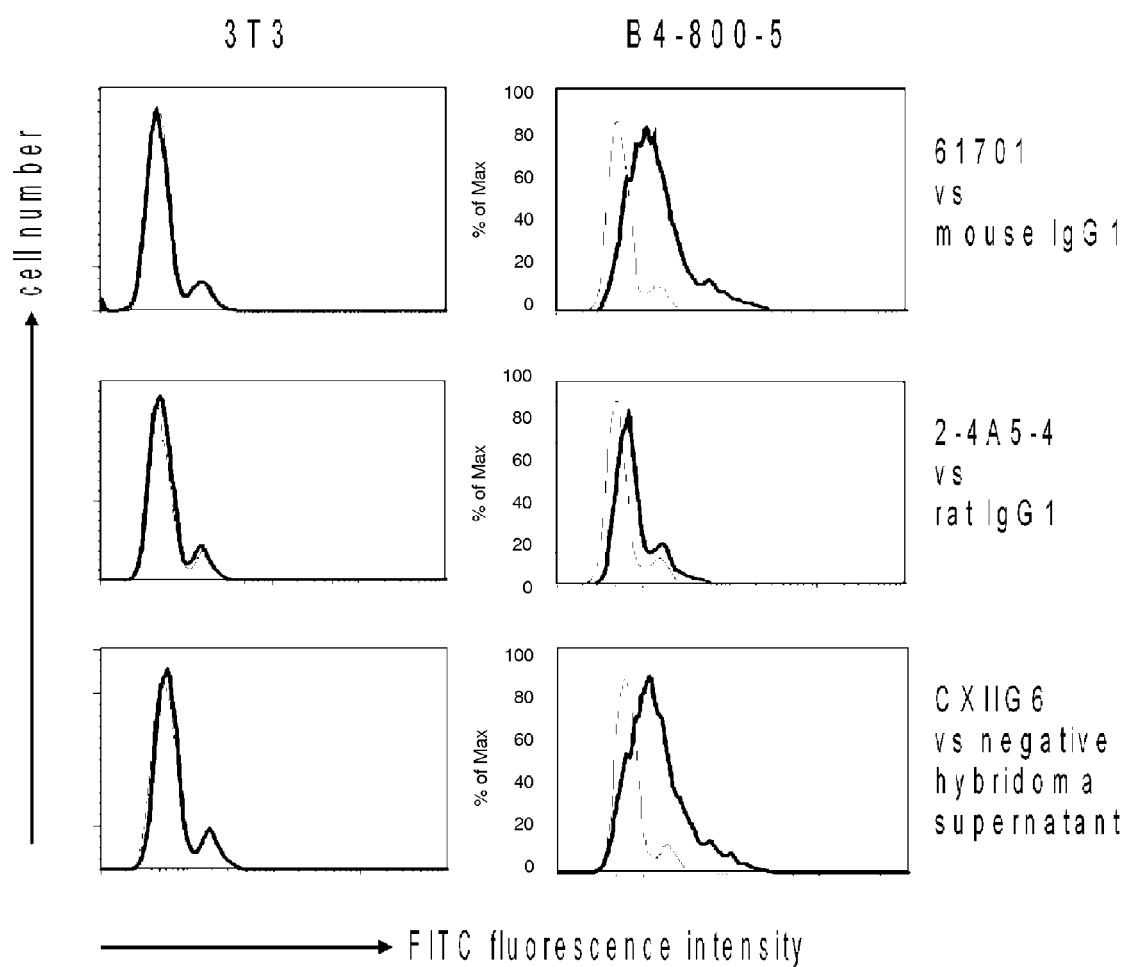 3T3
B4-800-5
cell number
% of Max
100
80
60
40
20
0
61701
vs
mouse IgG1
% of Max
100
80
60
40
20
0
2-4A5-4
vs
rat IgG1
% of Max
100
80
60
40
20
0
CXIIG6
vs negative
hybridoma
supernatant
FITC fluorescence intensity